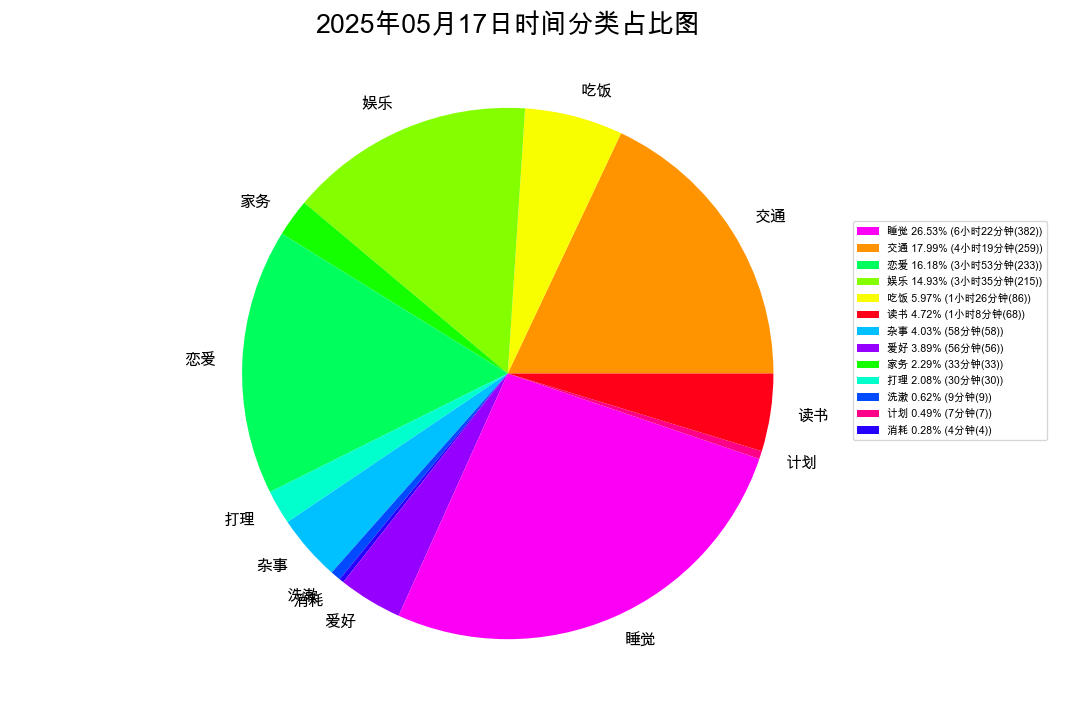 2025年05月17日时间分类占比图
吃饭
娱乐
家务
交通
恋爱
读书
计划
打理
杂事
洗漱
消耗
爱好
睡觉
睡觉 26.53% (6小时22分钟(382))
交通 17.99% (4小时19分钟(259))
恋爱 16.18% (3小时53分钟(233))
娱乐 14.93% (3小时35分钟(215))
吃饭 5.97% (1小时26分钟(86))
读书 4.72% (1小时8分钟(68))
杂事 4.03% (58分钟(58))
爱好 3.89% (56分钟(56))
家务 2.29% (33分钟(33))
打理 2.08% (30分钟(30))
洗漱 0.62% (9分钟(9))
计划 0.49% (7分钟(7))
消耗 0.28% (4分钟(4))